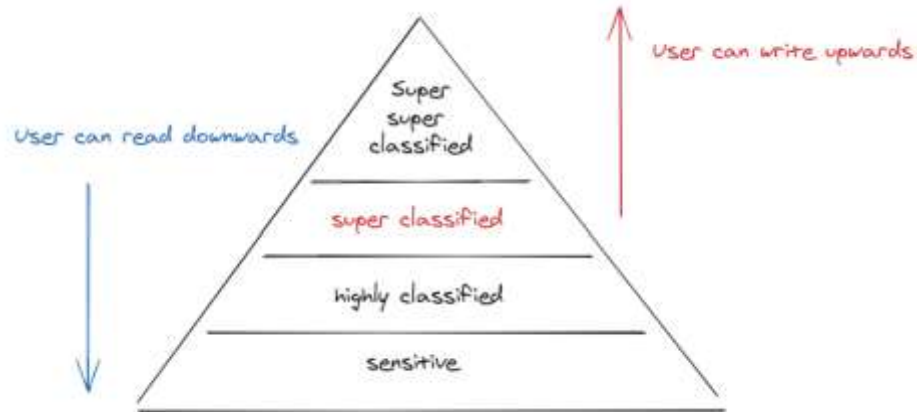 User can write upwards
Super
super
classified
User can read downwards
super classified
highly classified
sensitive